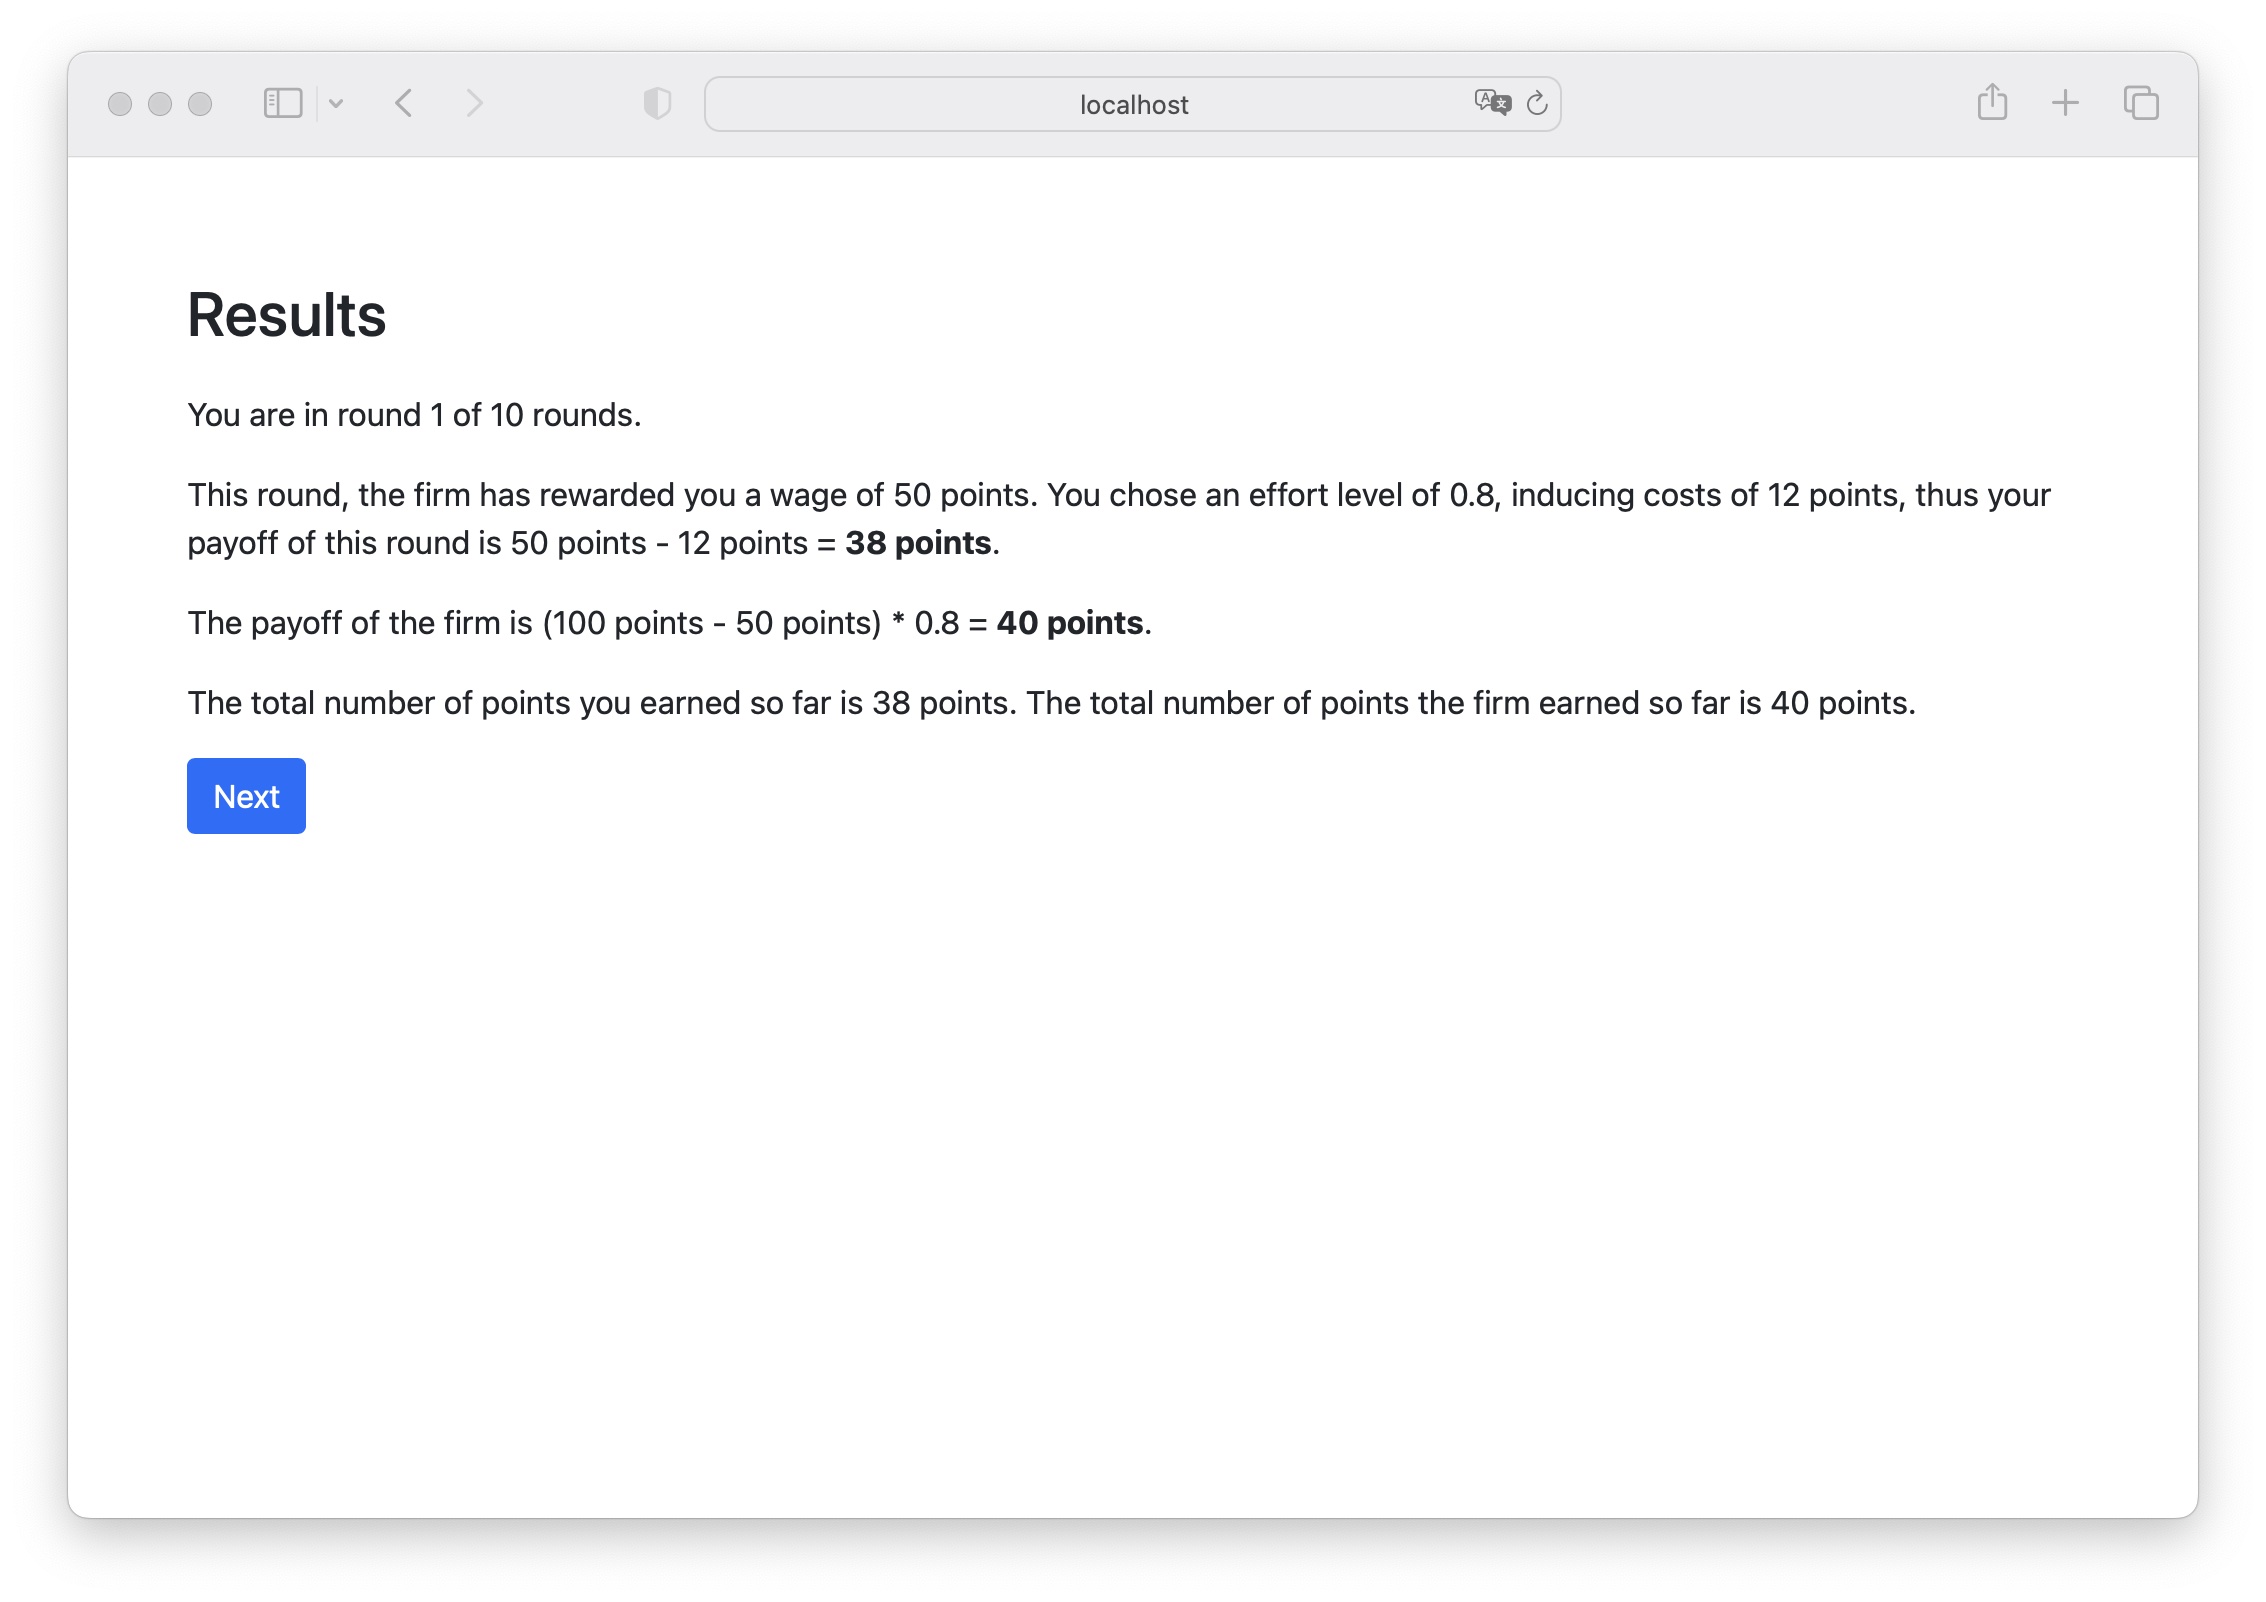 localhost
Results
You are in round 1 of 10 rounds.
This round, the firm has rewarded you a wage of 50 points. You chose an effort level of 0.8, inducing costs of 12 points, thus your
payoff of this round is 50 points - 12 points = 38 points.
The payoff of the firm is (100 points - 50 points) * 0.8 = 40 points.
The total number of points you earned so far is 38 points. The total number of points the firm earned so far is 40 points.
Next